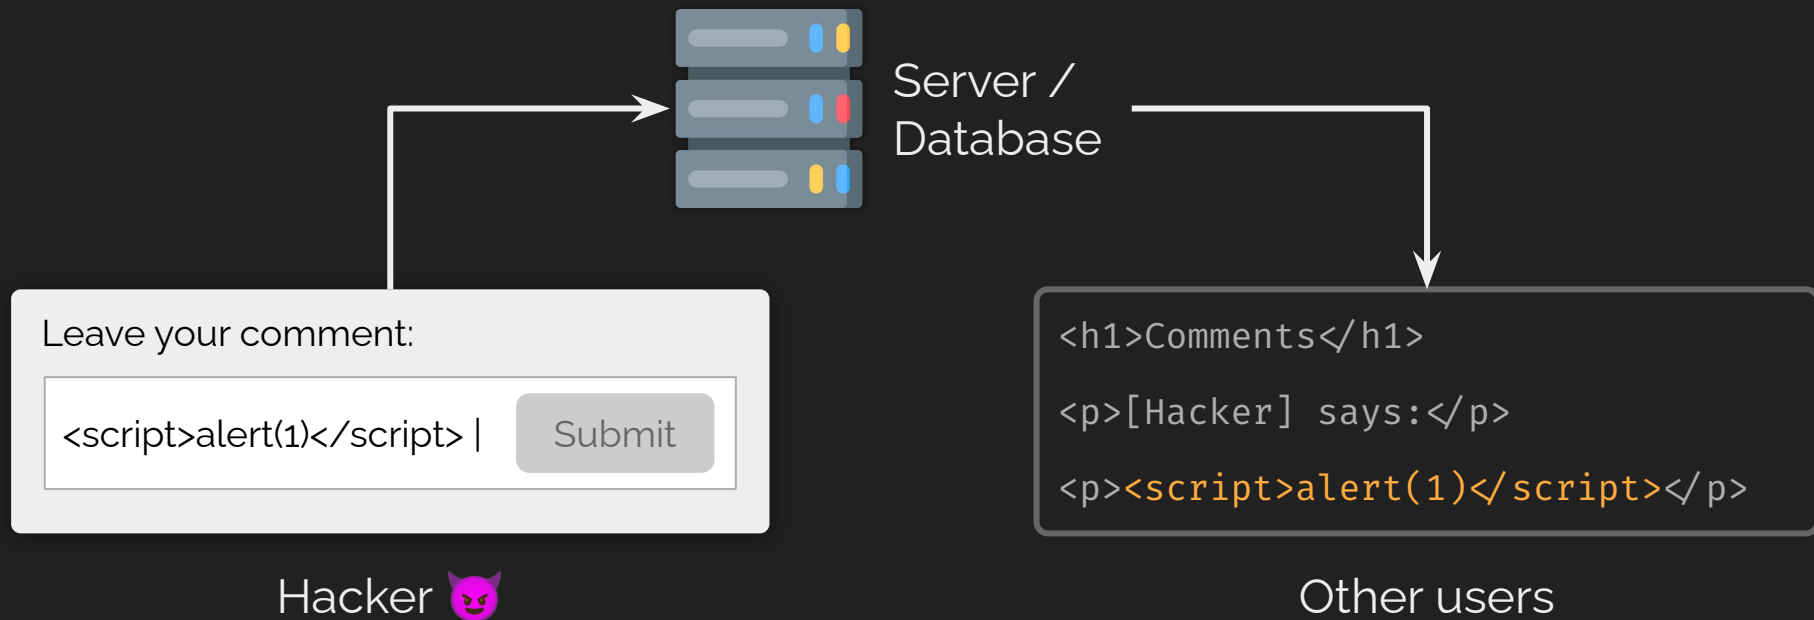 Server /
Database
Leave your comment:
<script>alert(1)</script> |
Submit
<h1>Comments</h1>
<p>[Hacker] says:</p>
<p><script>alert(1)</script></p>
Hacker 😈
Other users